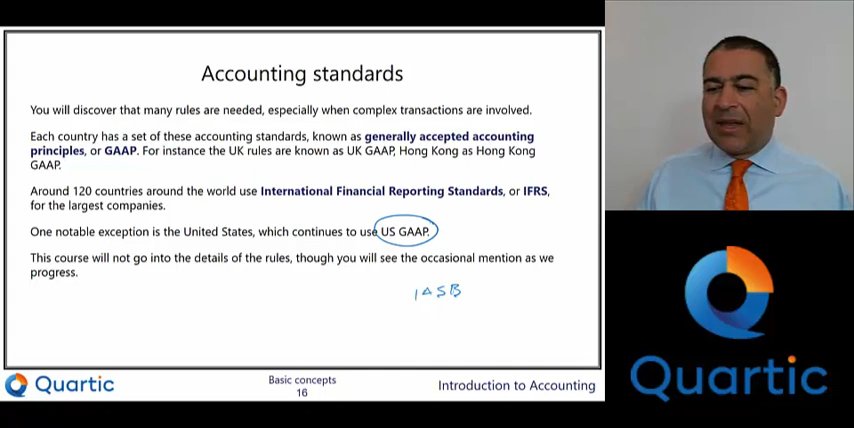 Accounting standards
You will discover that many rules are needed, especially when complex transactions are involved.
Each country has a set of these accounting standards, known as generally accepted accounting
principles, or GAAP. For instance the UK rules are known as UK GAAP, Hong Kong as Hong Kong
GAAP.
Around 120 countries around the world use International Financial Reporting Standards, or IFRS,
for the largest companies.
One notable exception is the United States, which continues to use US GAAP.
This course will not go into the details of the rules, though you will see the occasional mention as we
progress.
IASB
Quartic
Basic concepts
16
Introduction to Accounting
Quartic